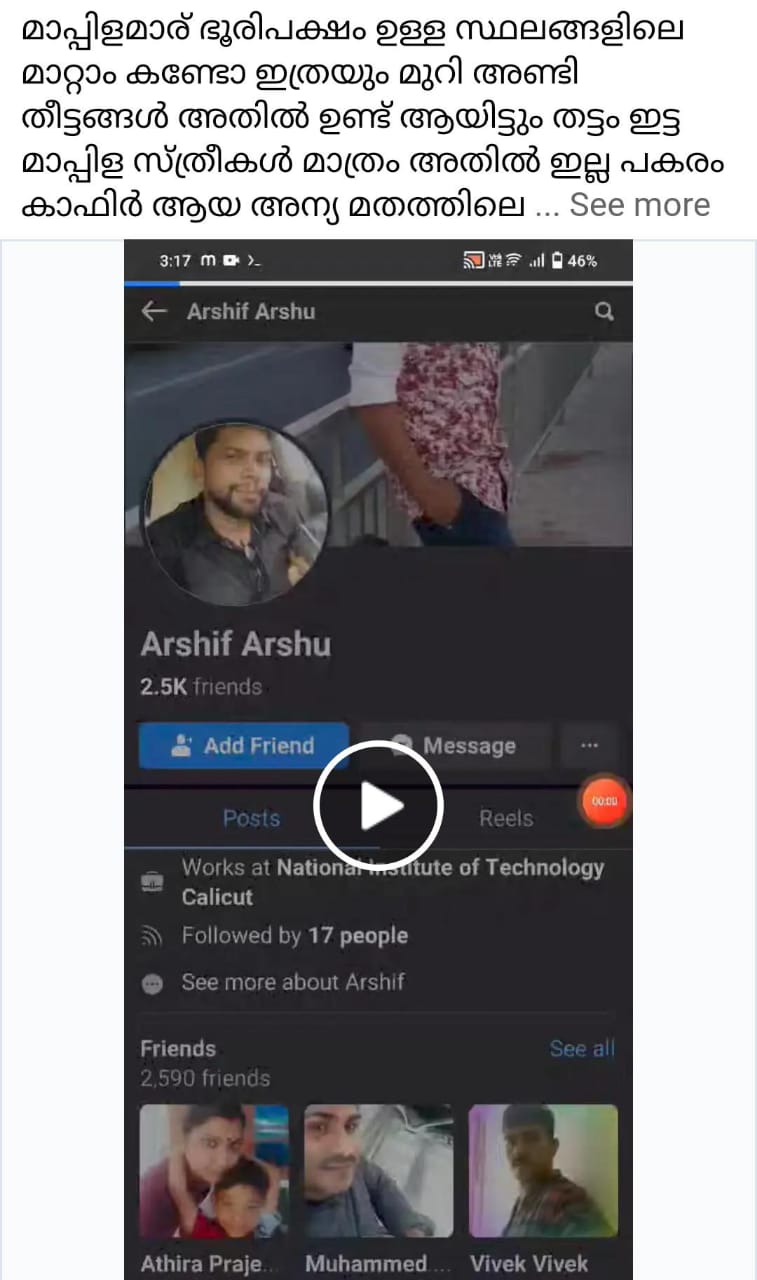 മാപ്പിളമാര് ഭൂരിപക്ഷം ഉള്ള സ്ഥലങ്ങളിലെ
മാറ്റാം കണ്ടോ ഇത്രയും മുറി അണ്ടി
തീട്ടങ്ങൾ അതിൽ ഉണ്ട് ആയിട്ടും തട്ടം ഇട്ട
മാപ്പിള സ്ത്രീകൾ മാത്രം അതിൽ ഇല്ല പകരം
കാഫിർ ആയ അന്യ മതത്തിലെ ... See more
3:17 46%
Arshif Arshu
Arshif Arshu
2.5K friends
Add Friend Message
00:00
Posts Reels
Works at National Institute of Technology
Calicut
Followed by 17 people
See more about Arshif
Friends See all
2,590 friends
Athira Praje... Muhammed.... Vivek Vivek